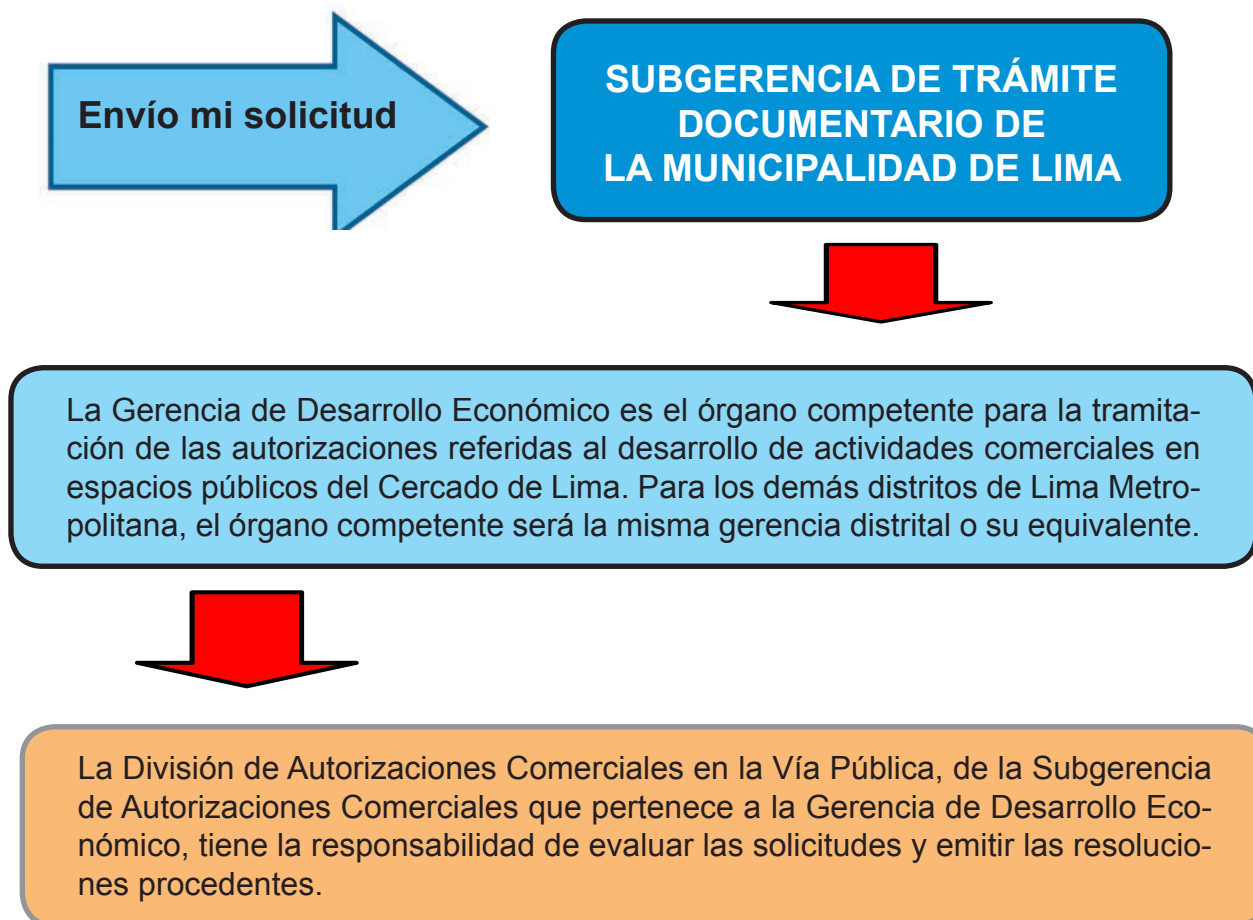 Envío mi solicitud
SUBGERENCIA DE TRÁMITE
DOCUMENTARIO DE
LA MUNICIPALIDAD DE LIMA
La Gerencia de Desarrollo Económico es el órgano competente para la tramita-
ción de las autorizaciones referidas al desarrollo de actividades comerciales en
espacios públicos del Cercado de Lima. Para los demás distritos de Lima Metro-
politana, el órgano competente será la misma gerencia distrital o su equivalente.
La División de Autorizaciones Comerciales en la Vía Pública, de la Subgerencia
de Autorizaciones Comerciales que pertenece a la Gerencia de Desarrollo Eco-
nómico, tiene la responsabilidad de evaluar las solicitudes y emitir las resolucio-
nes procedentes.